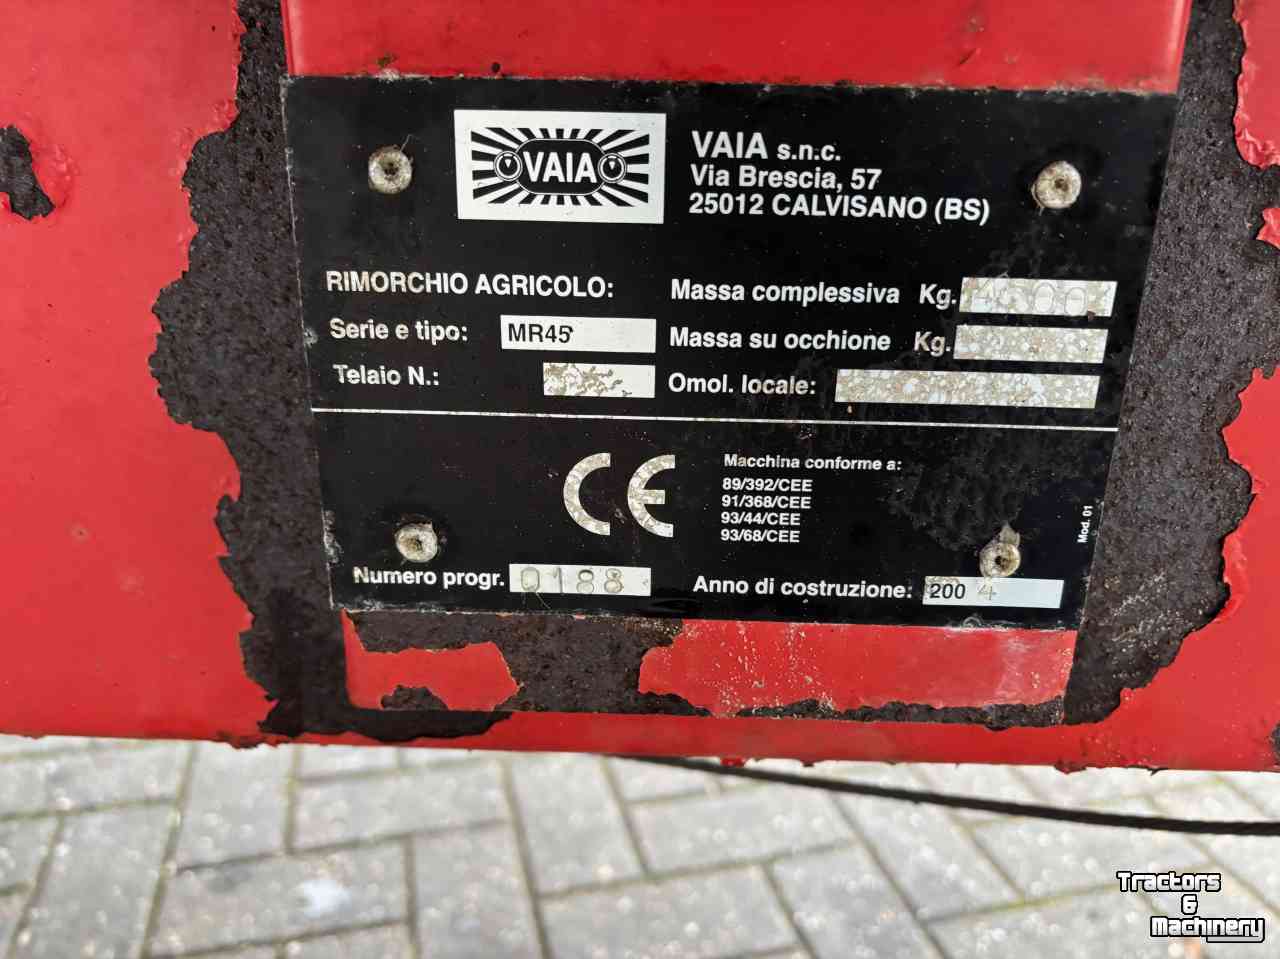 VAIA
VAIA s.n.c.
Via Brescia, 57
25012 CALVISANO (BS)
RIMORCHIO AGRICOLO:
Massa complessiva Kg.
Serie e tipo: MR45
Massa su occhione Kg.
Telaio N.:
Omol. locale:
CE
Macchina conforme a:
89/392/CEE
91/368/CEE
93/44/CEE
93/68/CEE
Mod. 01
Numero progr. 0188
Anno di costruzione: 2004
Tractors
&
Machinery